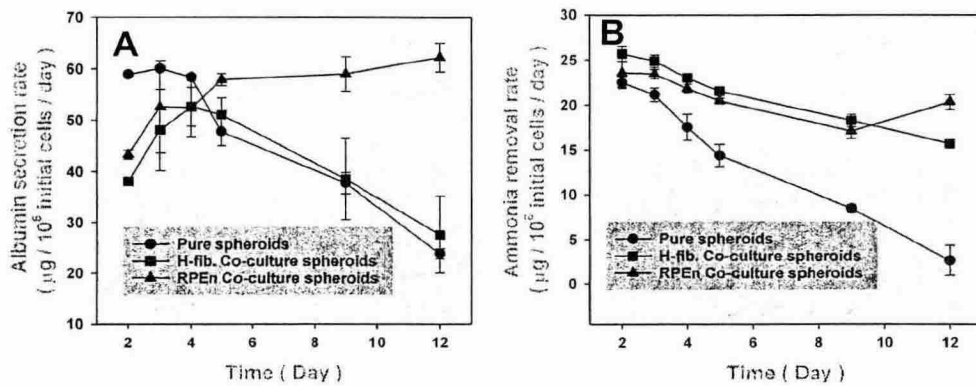 A
Albumin secretion rate
( μg / 10⁶ initial cells / day )
70
60
50
40
30
20
10
Pure spheroids
H-fib. Co-culture spheroids
RPEn Co-culture spheroids
2 4 6 8 10 12
Time ( Day )
B
Ammonia removal rate
( μg / 10⁶ initial cells / day )
30
25
20
15
10
5
0
Pure spheroids
H-fib. Co-culture spheroids
RPEn Co-culture spheroids
2 4 6 8 10 12
Time ( Day )